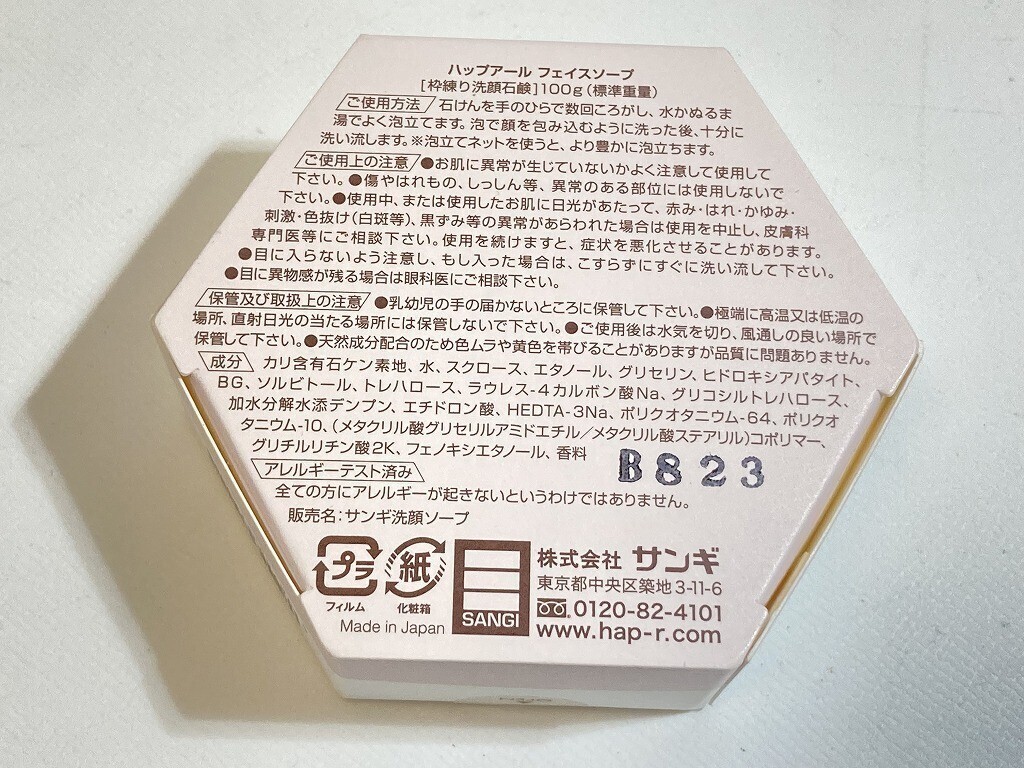 ハップアール フェイスソープ
[枠練り洗顔石鹸]100g(標準重量)
ご使用方法 石けんを手のひらで数回ころがし、水かぬるま
湯でよく泡立てます。泡で顔を包み込むように洗った後、十分に
洗い流します。※泡立てネットを使うと、より豊かに泡立ちます。
ご使用上の注意 ●お肌に異常が生じていないかよく注意して使用して
下さい。●傷やはれもの、しっしん等、異常のある部位には使用しないで
下さい。●使用中、または使用したお肌に日光があたって、赤み・はれ・かゆみ・
刺激・色抜け(白斑等)、黒ずみ等の異常があらわれた場合は使用を中止し、皮膚科
専門医等にご相談下さい。使用を続けますと、症状を悪化させることがあります。
●目に入らないよう注意し、もし入った場合は、こすらずにすぐに洗い流して下さい。
●目に異物感が残る場合は眼科医にご相談下さい。
保管及び取扱上の注意 ●乳幼児の手の届かないところに保管して下さい。●極端に高温又は低温の
場所、直射日光の当たる場所には保管しないで下さい。●ご使用後は水気を切り、風通しの良い場所で
保管して下さい。●天然成分配合のため色ムラや黄色を帯びることがありますが品質に問題ありません。
成分 カリ含有石ケン素地、水、スクロース、エタノール、グリセリン、ヒドロキシアパタイト、
BG、ソルビトール、トレハロース、ラウレス-4カルボン酸Na、グリコシルトレハロース、
加水分解水添デンプン、エチドロン酸、HEDTA-3Na、ポリクオタニウム-64、ポリクオ
タニウム-10、(メタクリル酸グリセリルアミドエチル/メタクリル酸ステアリル)コポリマー、
グリチルリチン酸2K、フェノキシエタノール、香料
B823
アレルギーテスト済み
全ての方にアレルギーが起きないというわけではありません。
販売名:サンギ洗顔ソープ
プラ
フィルム
紙
化粧箱
Made in Japan
SANGI
株式会社 サンギ
東京都中央区築地3-11-6
0120-82-4101
www.hap-r.com